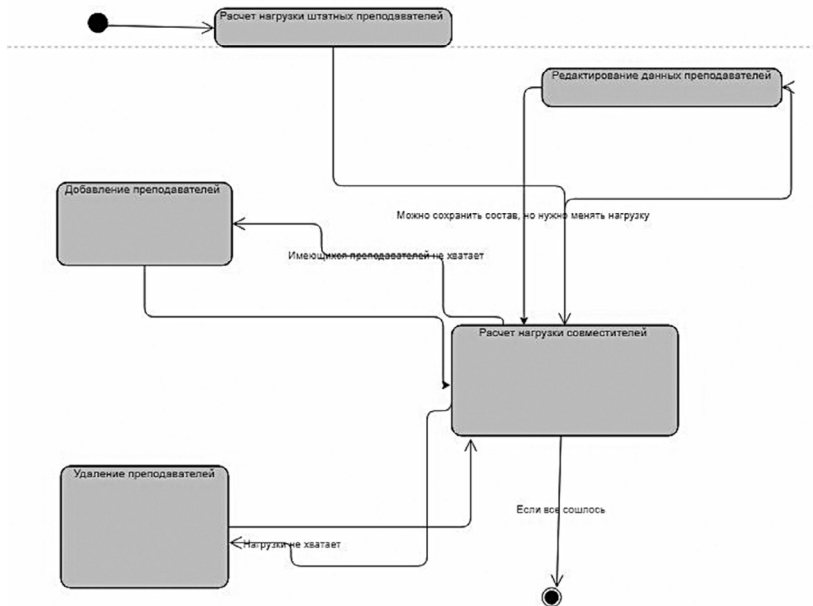 Расчет нагрузки штатных преподавателей
Редактирование данных преподавателей
Добавление преподавателей
Можно сохранить состав, но нужно менять нагрузку
Имеющихся преподавателей не хватает
Расчет нагрузки совместителей
Удаление преподавателей
Если все сошлось
Нагрузки не хватает